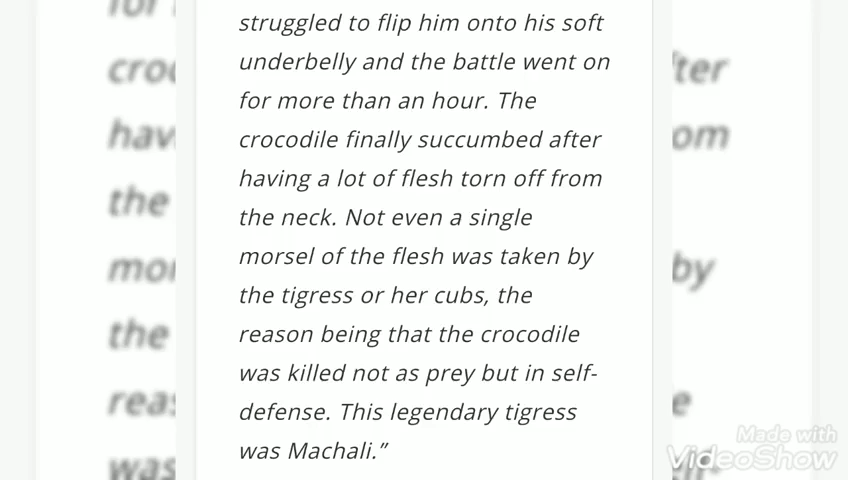 struggled to flip him onto his soft
underbelly and the battle went on
for more than an hour. The
crocodile finally succumbed after
having a lot of flesh torn off from
the neck. Not even a single
morsel of the flesh was taken by
the tigress or her cubs, the
reason being that the crocodile
was killed not as prey but in self-
defense. This legendary tigress
was Machali.”
Made with
VideoShow